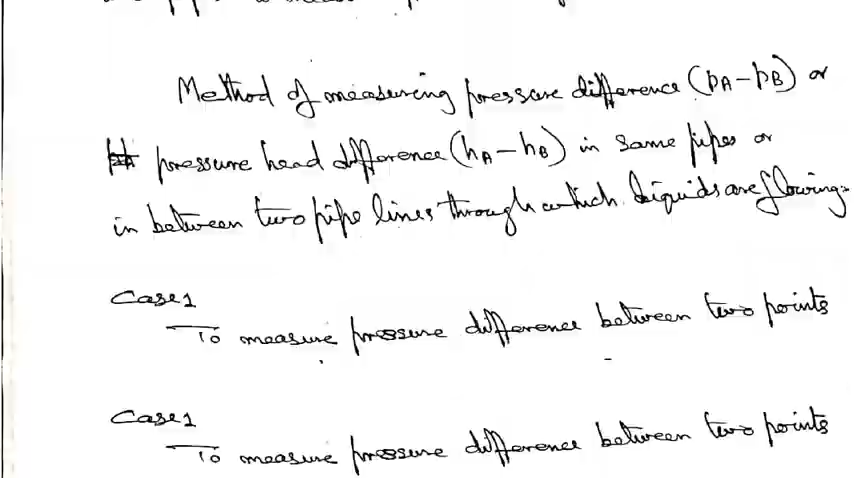 Method of measuring pressure difference (pA-pB) or
pressure head difference (hA-hB) in same pipes or
in between two pipe lines through which liquids are flowing:
Case 1
To measure pressure difference between two points
Case 1
To measure pressure difference between two points